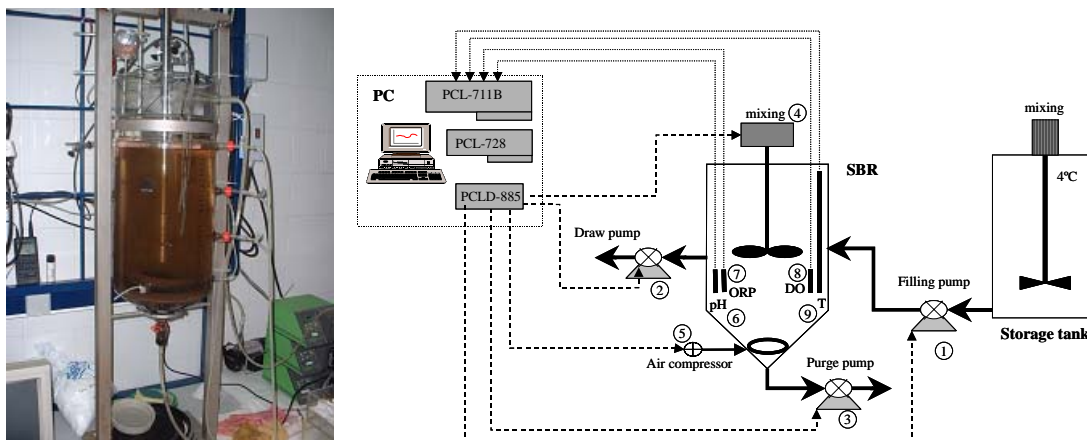 PC
PCL-711B
PCL-728
PCLD-885
mixing ④
SBR
mixing
4ºC
Draw pump
②
⑦
ORP
pH
⑥
⑧
DO
T
⑨
Filling pump
①
Storage tank
⑤
Air compressor
Purge pump
③